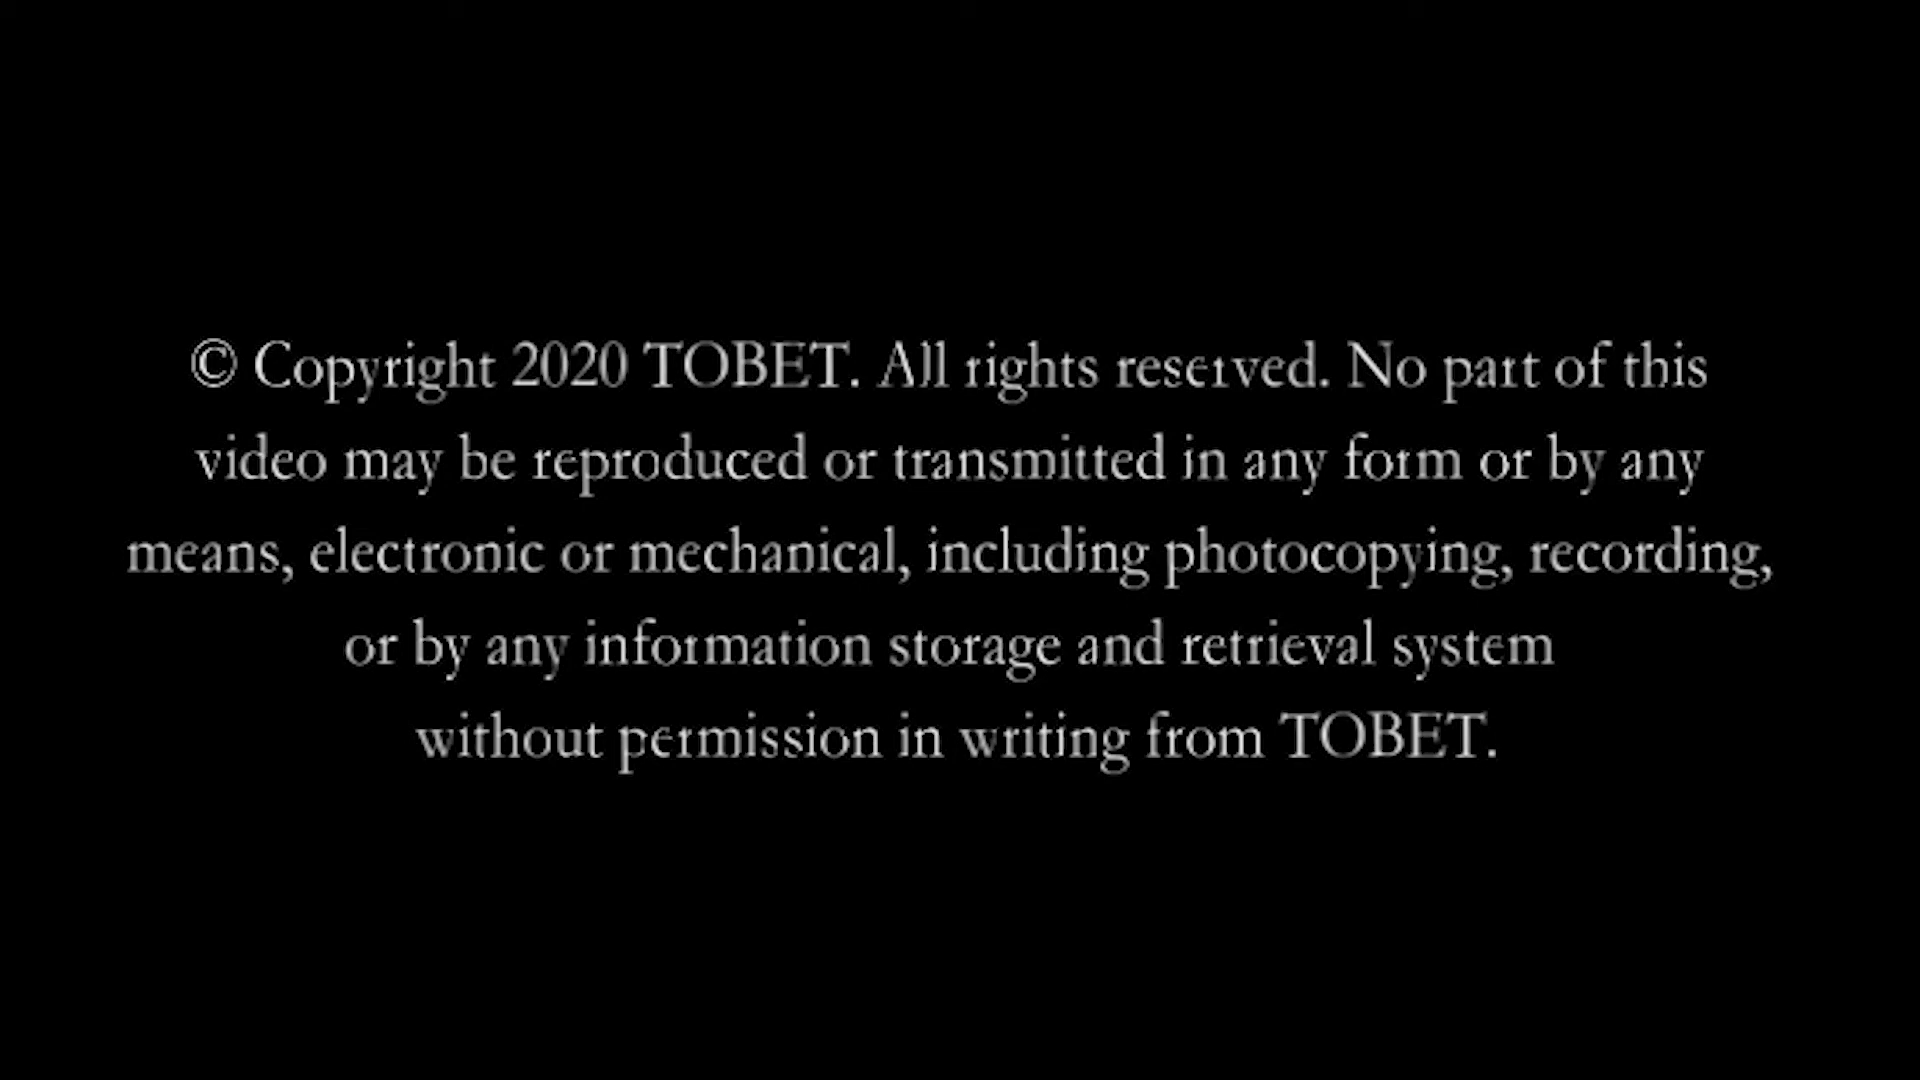 © Copyright 2020 TOBET. All rights reserved. No part of this
video may be reproduced or transmitted in any form or by any
means, electronic or mechanical, including photocopying, recording,
or by any information storage and retrieval system
without permission in writing from TOBET.